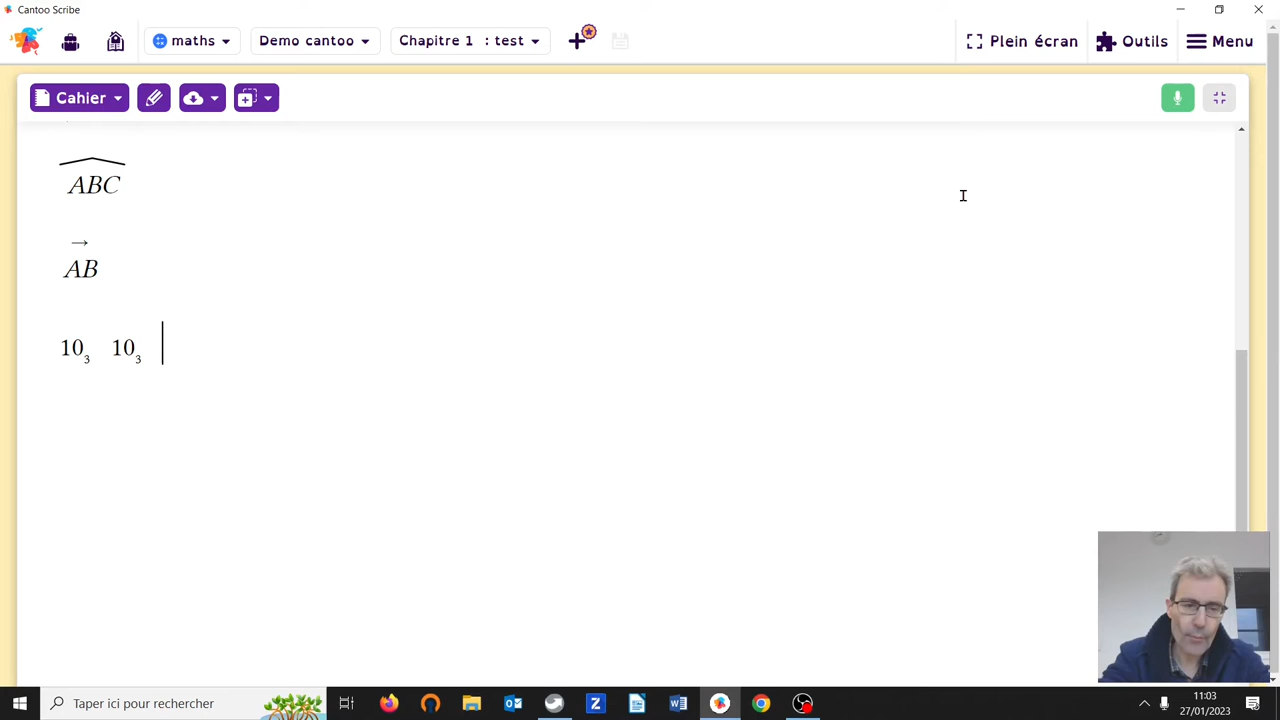 Cantoo Scribe
maths Demo cantoo Chapitre 1 : test Plein écran Outils Menu
Cahier
ABC
AB
10₃ 10₃
Taper ici pour rechercher
11:03
27/01/2023